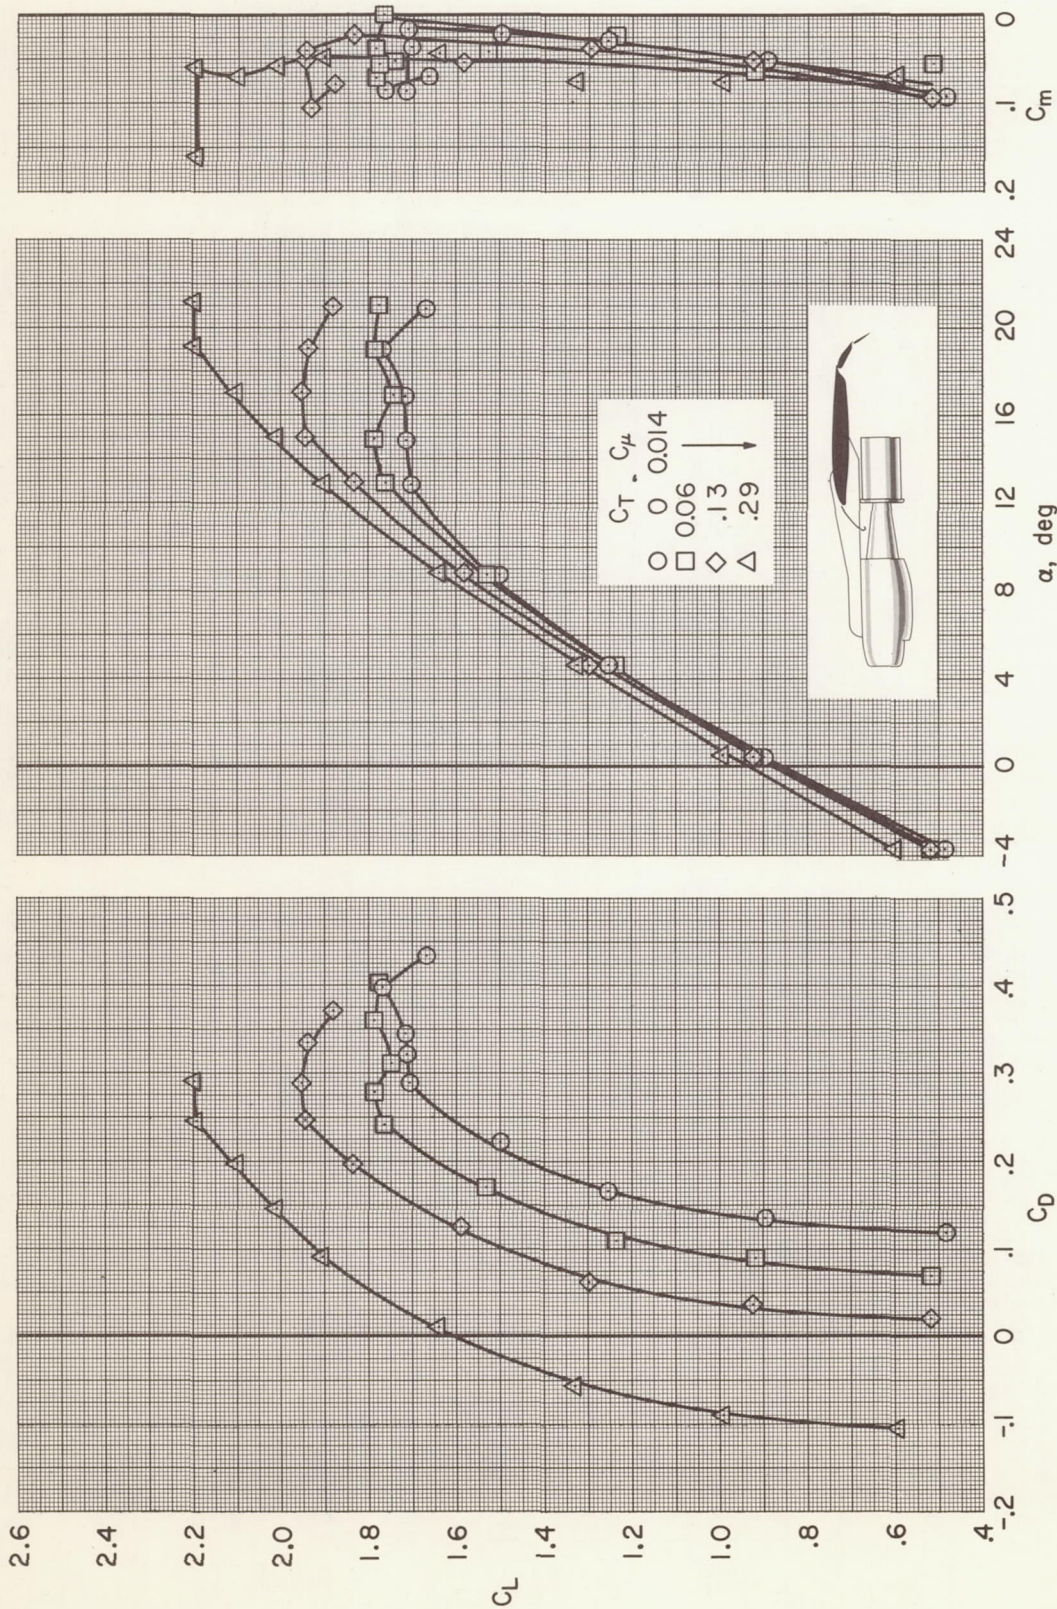 2.6
2.4
2.2
2.0
1.8
1.6
1.4
1.2
1.0
.8
.6
.4
C_L
-.2 -.1 0 .1 .2 .3 .4 .5
C_D
-4 0 4 8 12 16 20 24
α, deg
C_T C_μ
○ 0 0.014
□ 0.06
◇ .13
△ .29
.2 .1 0
C_m